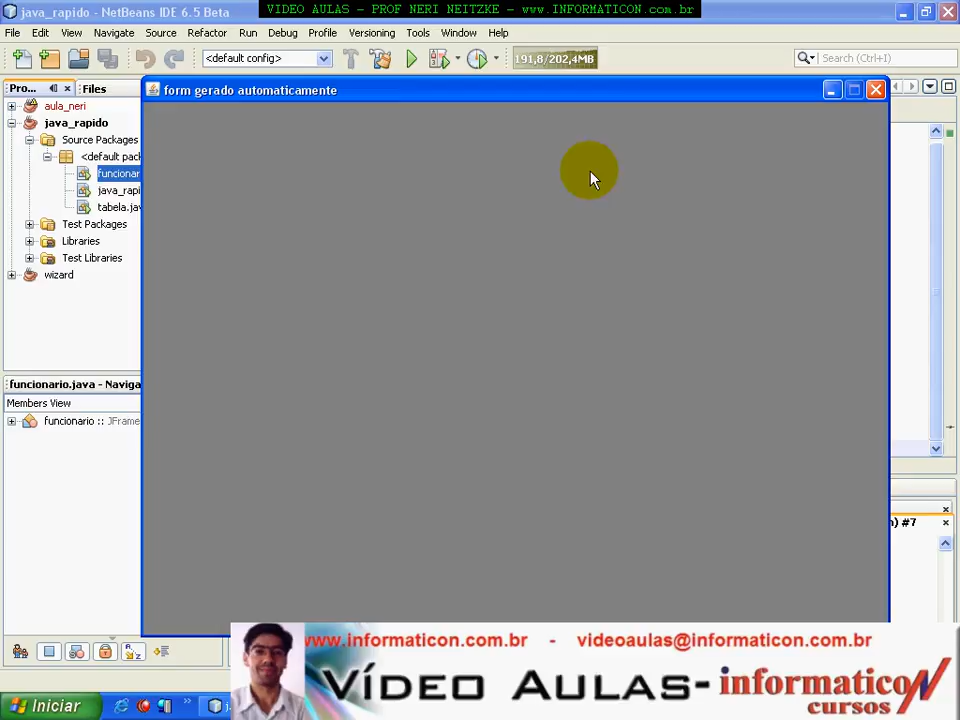 java_rapido - NetBeans IDE 6.5 Beta
VIDEO AULAS - PROF NERI NEITZKE - www.INFORMATICON.com.br
File Edit View Navigate Source Refactor Run Debug Profile Versioning Tools Window Help
<default config>
191,8/202,4MB
Search (Ctrl+I)
Pro...
Files
form gerado automaticamente
aula_neri
java_rapido
Source Packages
<default pack
funcionar
java_rapi
tabela.jav
Test Packages
Libraries
Test Libraries
wizard
funcionario.java - Naviga
Members View
funcionario :: JFrame
) #7
www.informaticon.com.br - videoaulas@informaticon.com.br
VÍDEO AULAS - informaticon
cursos
Iniciar